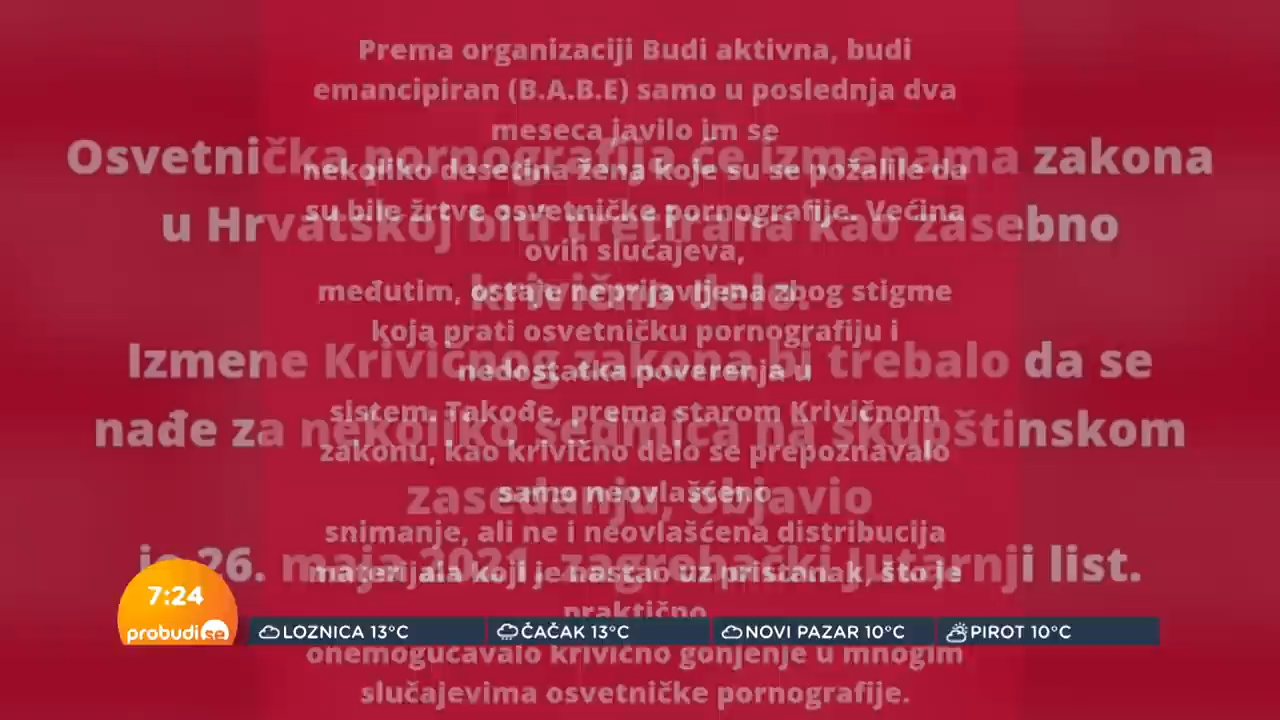 Prema organizaciji Budi aktivna, budi
emancipiran (B.A.B.E) samo u poslednja dva
meseca javilo im se
nekoliko desetina žena koje su se požalile da
su bile žrtve osvetničke pornografije. Većina
ovih slučajeva,
međutim, ostaje neprijavljena zbog stigme
koja prati osvetničku pornografiju i
nedostatka poverenja u
sistem. Takođe, prema starom Krivičnom
zakonu, kao krivično delo se prepoznavalo
samo neovlašćeno
snimanje, ali ne i neovlašćena distribucija
materijala koji je nastao uz pristanak, što je
praktično
onemogućavalo krivično gonjenje u mnogim
slučajevima osvetničke pornografije.
Osvetnička pornografija će izmenama zakona
u Hrvatskoj biti tretirana kao zasebno
krivično delo.
Izmene Krivičnog zakona bi trebalo da se
nađe za nekoliko sedmica na skupštinskom
zasedanju, objavio
je 26. maja 2021. zagrebački Jutarnji list.
7:24
probudi se
LOZNICA 13°C
ČAČAK 13°C
NOVI PAZAR 10°C
PIROT 10°C